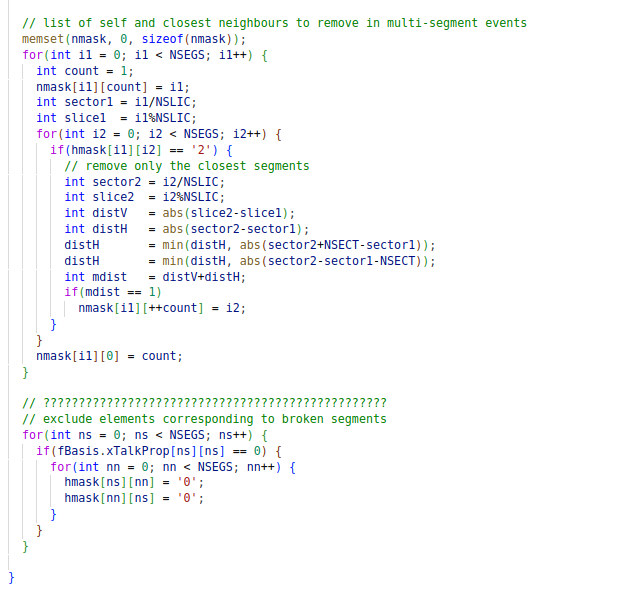 // list of self and closest neighbours to remove in multi-segment events
memset(nmask, 0, sizeof(nmask));
for(int i1 = 0; i1 < NSEGS; i1++) {
int count = 1;
nmask[i1][count] = i1;
int sector1 = i1/NSLIC;
int slice1  = i1%NSLIC;
for(int i2 = 0; i2 < NSEGS; i2++) {
if(hmask[i1][i2] == '2') {
// remove only the closest segments
int sector2 = i2/NSLIC;
int slice2  = i2%NSLIC;
int distV   = abs(slice2-slice1);
int distH   = abs(sector2-sector1);
distH       = min(distH, abs(sector2+NSECT-sector1));
distH       = min(distH, abs(sector2-sector1-NSECT));
int mdist   = distV+distH;
if(mdist == 1)
nmask[i1][++count] = i2;
}
}
nmask[i1][0] = count;
}
// ?????????????????????????????????????????????????
// exclude elements corresponding to broken segments
for(int ns = 0; ns < NSEGS; ns++) {
if(fBasis.xTalkProp[ns][ns] == 0) {
for(int nn = 0; nn < NSEGS; nn++) {
hmask[ns][nn] = '0';
hmask[nn][ns] = '0';
}
}
}
}